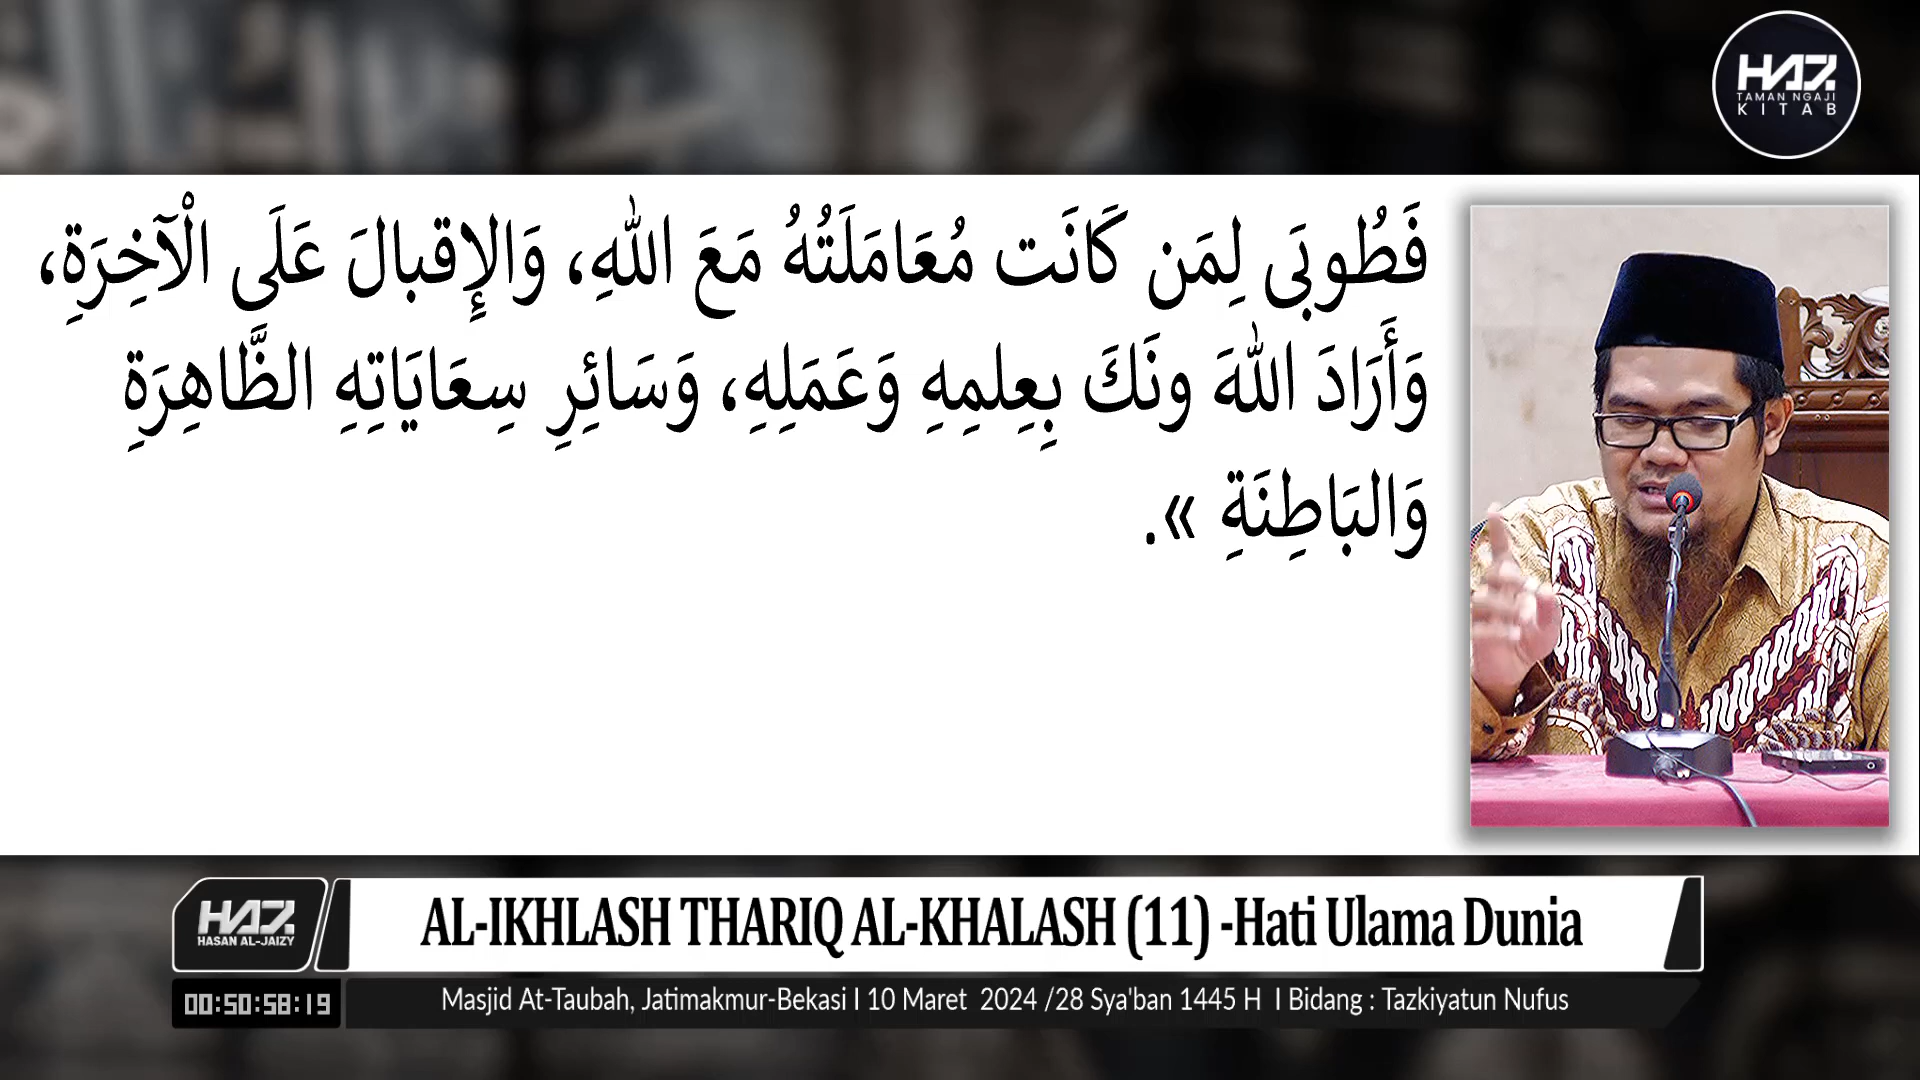 HAZ.
TAMAN NGAJI
KITAB
فَطُوبَى لِمَن كَانَت مُعَامَلَتُهُ مَعَ اللهِ، وَالإِقبالَ عَلَى الْآخِرَةِ،
وَأَرَادَ اللهَ ونَكَ بِعِلمِهِ وَعَمَلِهِ، وَسَائِرِ سِعَايَاتِهِ الظَّاهِرَةِ
وَالبَاطِنَةِ ».
HAZ.
HASAN AL-JAIZY
AL-IKHLASH THARIQ AL-KHALASH (11) -Hati Ulama Dunia
00:50:58:19
Masjid At-Taubah, Jatimakmur-Bekasi I 10 Maret 2024 /28 Sya'ban 1445 H I Bidang : Tazkiyatun Nufus